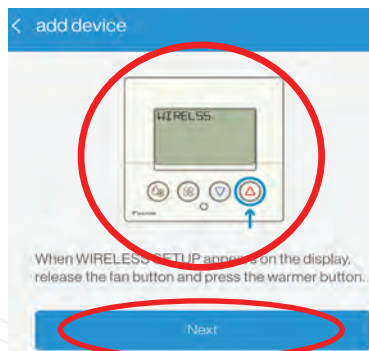 < add device
WIRELSS
When WIRELESS SETUP appears on the display,
release the fan button and press the warmer button.
Next